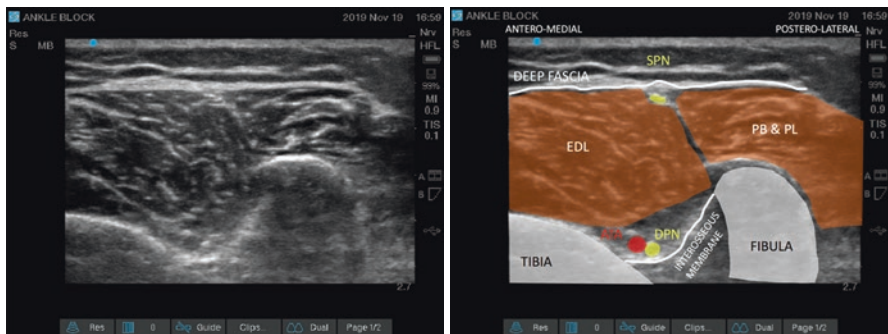 ANKLE BLOCK
2019 Nov 19 16:59
Res
Nrv
S MB
HFL
99%
MI
0.9
TIS
0.1
A
B
2.7
Res 0 Guide Clips... Dual Page 1/2
ANKLE BLOCK
2019 Nov 19 16:59
Res
ANTERO-MEDIAL
POSTERO-LATERAL
Nrv
S MB
HFL
SPN
DEEP FASCIA
99%
MI
0.9
TIS
0.1
PB & PL
EDL
A
B
DPN
INTEROSSEOUS
MEMBRANE
TIBIA
FIBULA
2.7
Res 0 Guide Clips... Dual Page 1/2